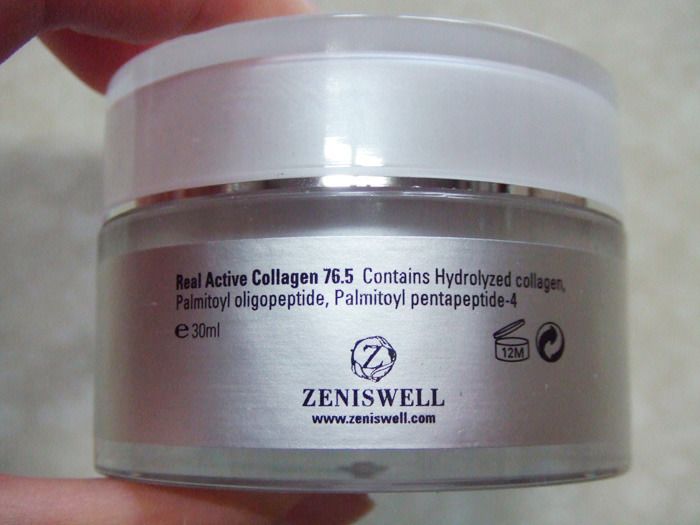 Real Active Collagen 76.5 Contains Hydrolyzed collagen,
Palmitoyl oligopeptide, Palmitoyl pentapeptide-4
℮ 30ml
12M
Z
ZENISWELL
www.zeniswell.com